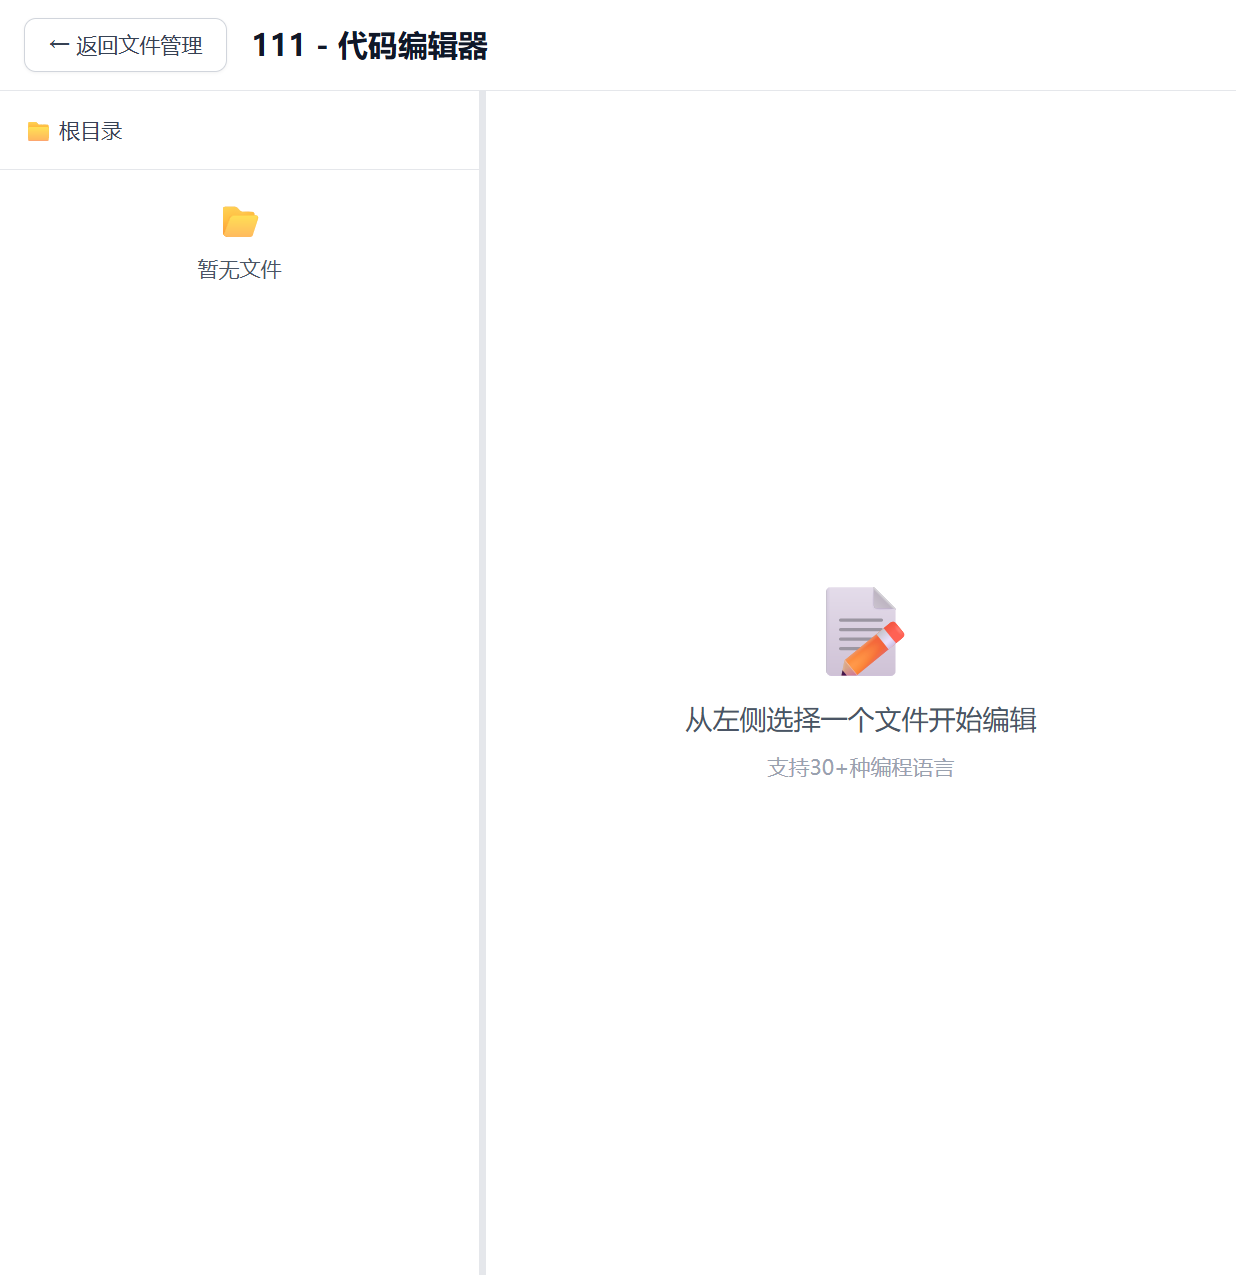 ← 返回文件管理
111 - 代码编辑器
根目录
暂无文件
从左侧选择一个文件开始编辑
支持30+种编程语言